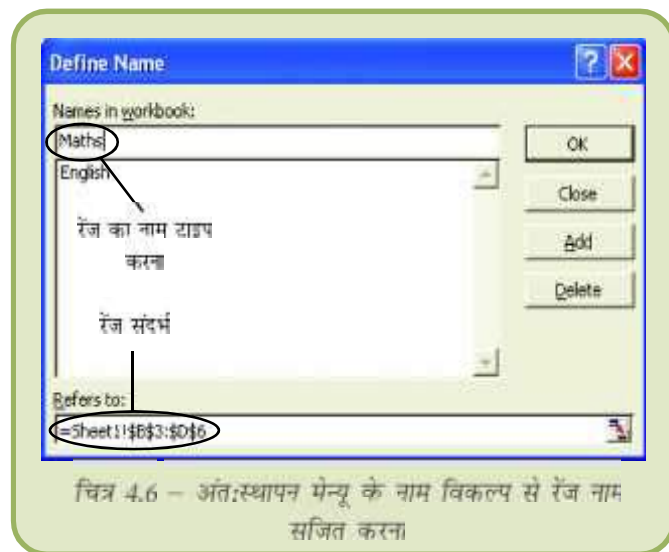 Define Name
Names in workbook:
Maths
OK
English
Close
रेंज का नाम टाइप
करना
Add
Delete
रेंज संदर्भ
Refers to:
=Sheet1!$B$3:$D$6
चित्र 4.6 – अंत:स्थापन मेन्यू के नाम विकल्प से रेंज नाम
सजित करना